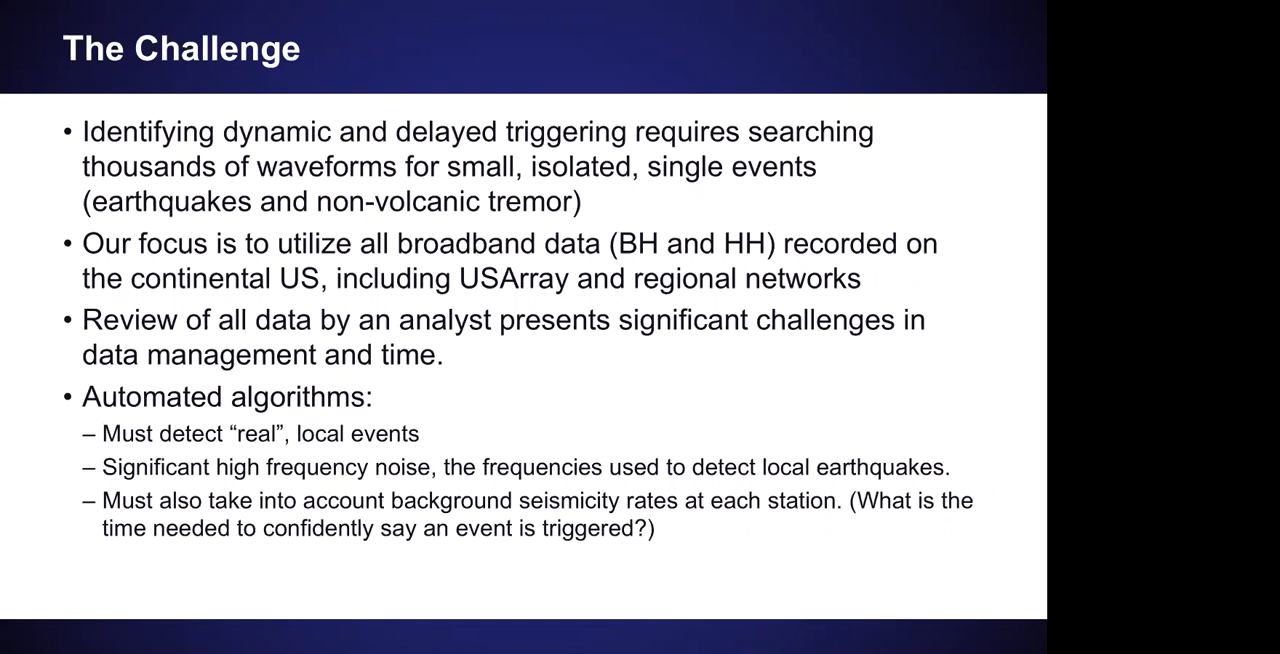 The Challenge
• Identifying dynamic and delayed triggering requires searching
thousands of waveforms for small, isolated, single events
(earthquakes and non-volcanic tremor)
• Our focus is to utilize all broadband data (BH and HH) recorded on
the continental US, including USArray and regional networks
• Review of all data by an analyst presents significant challenges in
data management and time.
• Automated algorithms:
– Must detect “real”, local events
– Significant high frequency noise, the frequencies used to detect local earthquakes.
– Must also take into account background seismicity rates at each station. (What is the
time needed to confidently say an event is triggered?)